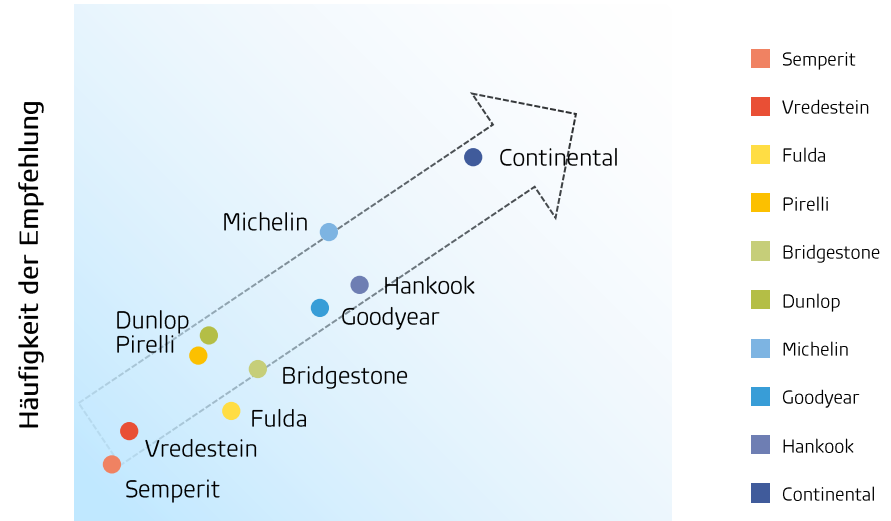 Häufigkeit der Empfehlung
Continental
Michelin
Hankook
Goodyear
Dunlop
Pirelli
Bridgestone
Fulda
Vredestein
Semperit
Semperit
Vredestein
Fulda
Pirelli
Bridgestone
Dunlop
Michelin
Goodyear
Hankook
Continental